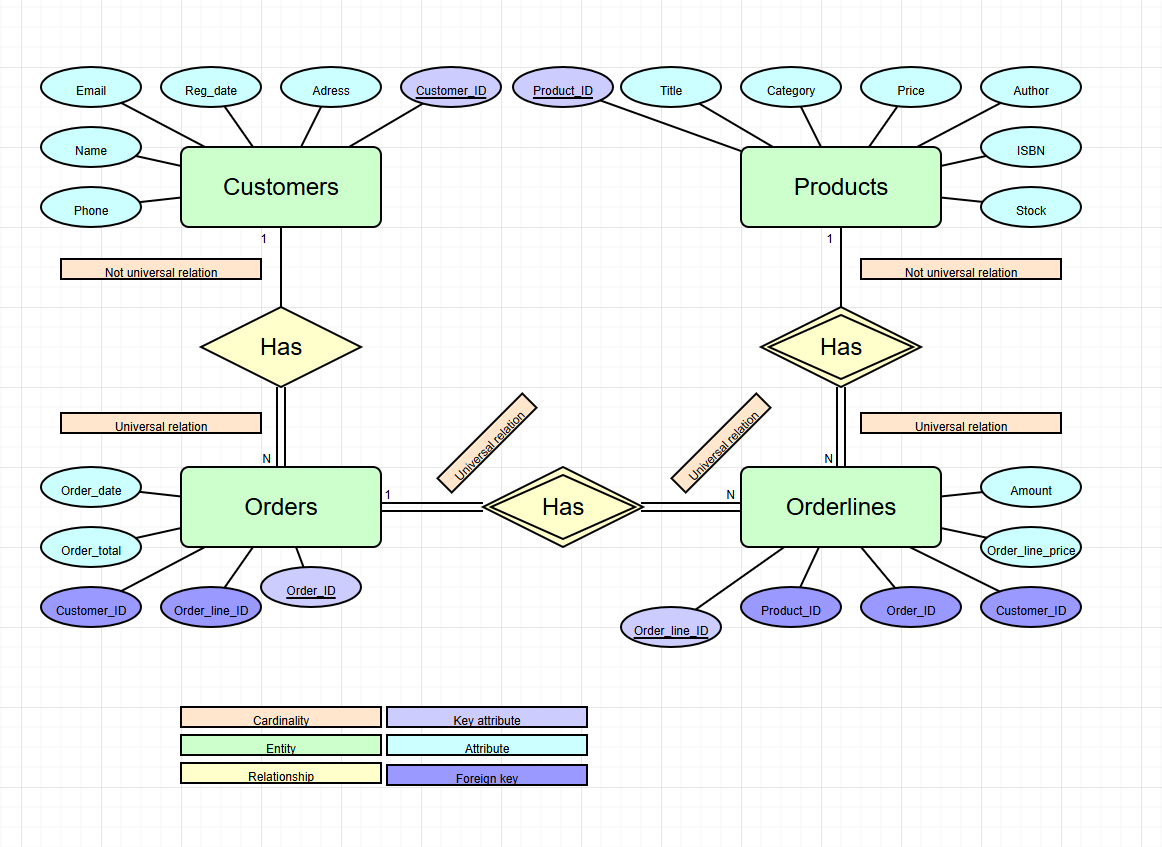 Email
Reg_date
Adress
Customer_ID
Product_ID
Title
Category
Price
Author
Name
ISBN
Phone
Stock
Customers
Products
1
1
Not universal relation
Not universal relation
Has
Has
Universal relation
Universal relation
Universal relation
Universal relation
N
N
Order_date
Order_total
Customer_ID
Order_line_ID
Order_ID
Orders
1
Has
N
Orderlines
Amount
Order_line_price
Order_line_ID
Product_ID
Order_ID
Customer_ID
Cardinality
Key attribute
Entity
Attribute
Relationship
Foreign key